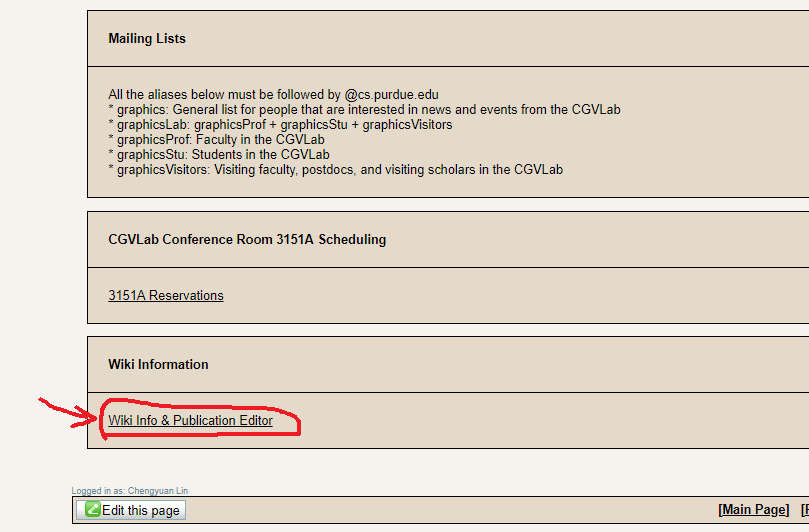 Mailing Lists
All the aliases below must be followed by @cs.purdue.edu
* graphics: General list for people that are interested in news and events from the CGVLab
* graphicsLab: graphicsProf + graphicsStu + graphicsVisitors
* graphicsProf: Faculty in the CGVLab
* graphicsStu: Students in the CGVLab
* graphicsVisitors: Visiting faculty, postdocs, and visiting scholars in the CGVLab
CGVLab Conference Room 3151A Scheduling
3151A Reservations
Wiki Information
Wiki Info & Publication Editor
Logged in as: Chengyuan Lin
Edit this page [Main Page]